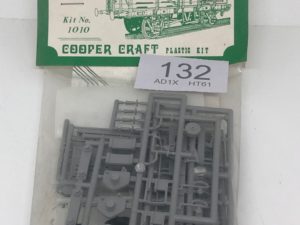 Kit No.
1010
COOPER CRAFT PLASTIC KIT
132
AD1X HT61